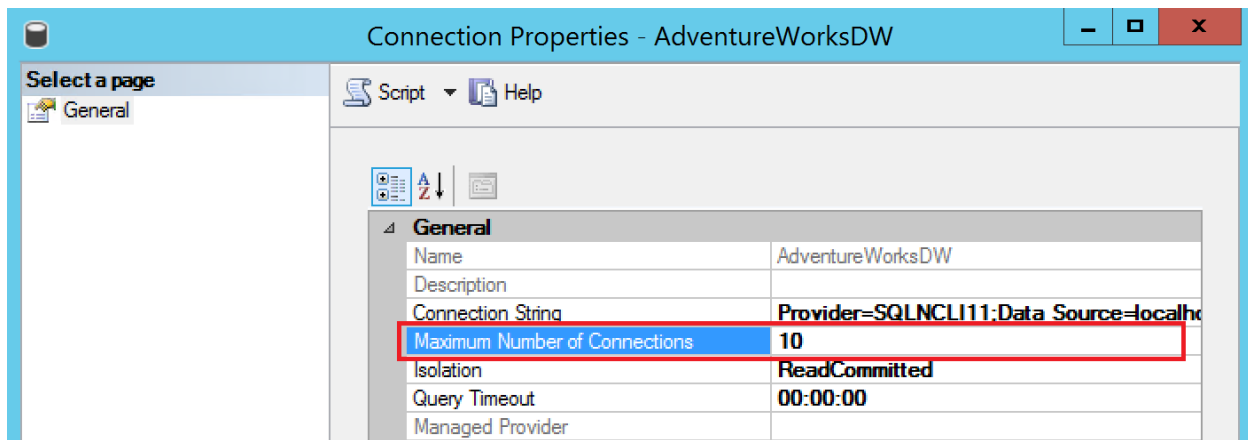 Connection Properties - AdventureWorksDW
Select a page
General
Script Help
General
Name AdventureWorksDW
Description
Connection String Provider=SQLNCLI11;Data Source=localho
Maximum Number of Connections 10
Isolation ReadCommitted
Query Timeout 00:00:00
Managed Provider